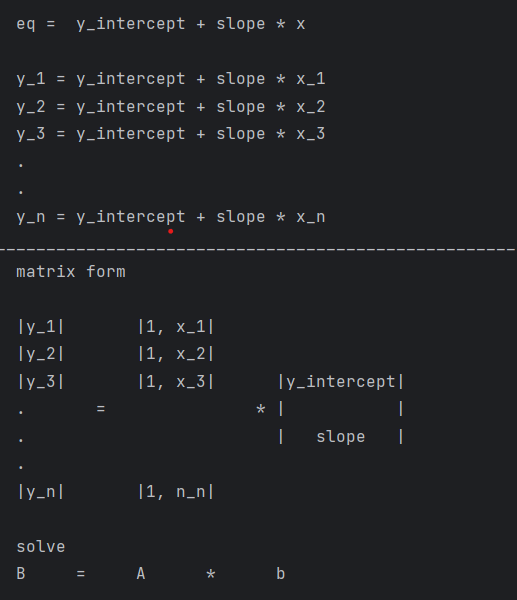 eq =  y_intercept + slope * x
y_1 = y_intercept + slope * x_1
y_2 = y_intercept + slope * x_2
y_3 = y_intercept + slope * x_3
.
.
y_n = y_intercept + slope * x_n
----------------------------------------------------
matrix form
|y_1|       |1, x_1|
|y_2|       |1, x_2|
|y_3|       |1, x_3|      |y_intercept|
.       =               * |           |
.                         |   slope   |
.
|y_n|       |1, n_n|
solve
B     =     A      *      b